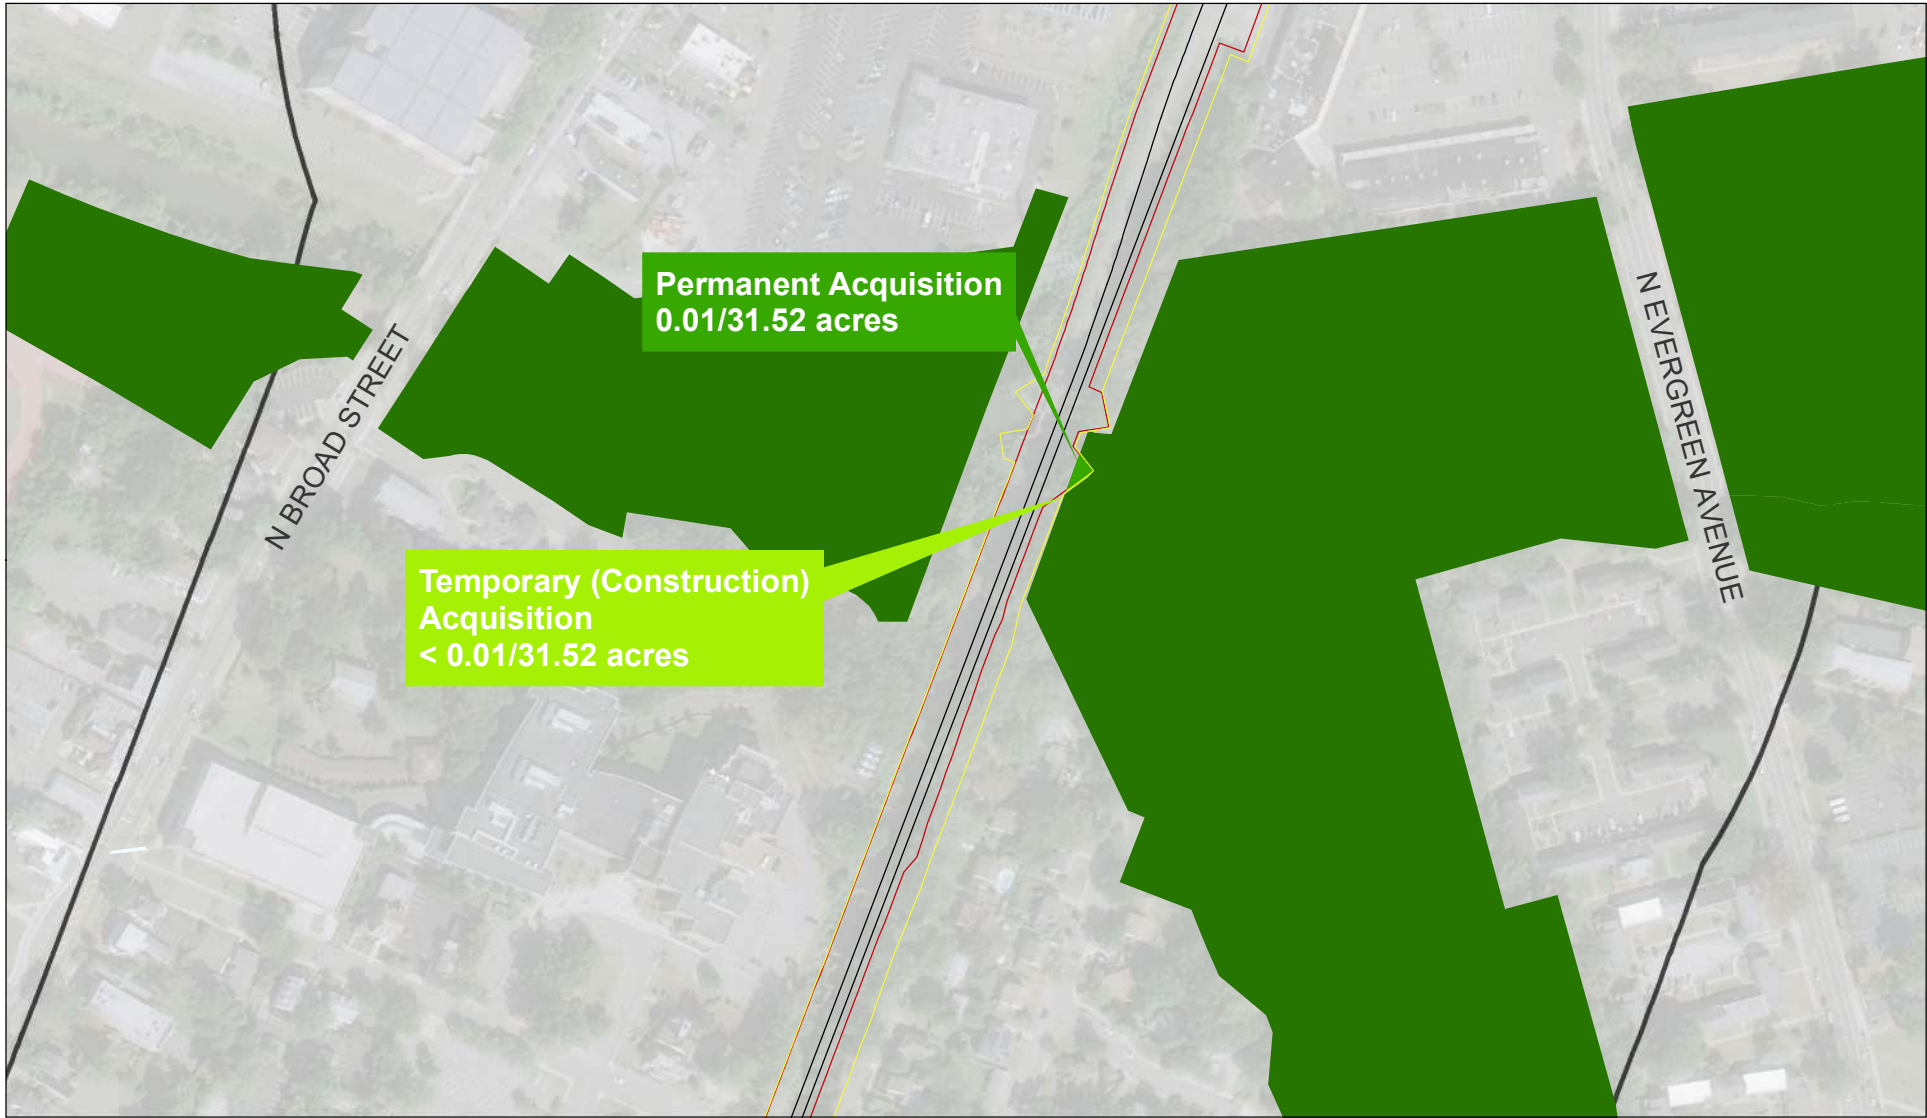 Permanent Acquisition
0.01/31.52 acres
N EVERGREEN AVENUE
N BROAD STREET
Temporary (Construction)
Acquisition
< 0.01/31.52 acres